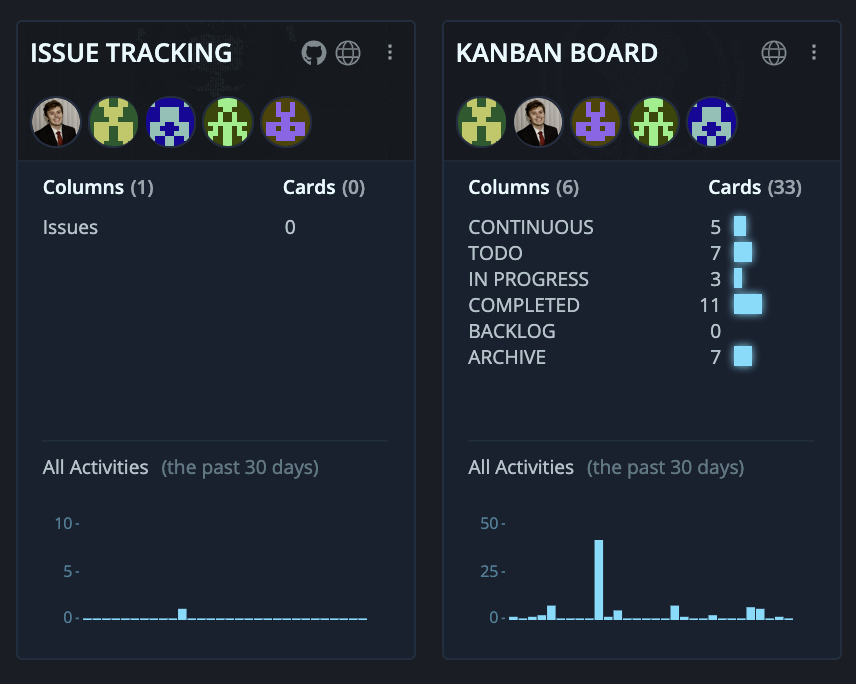 ISSUE TRACKING
Columns (1) Cards (0)
Issues 0
All Activities (the past 30 days)
10
5
0
KANBAN BOARD
Columns (6) Cards (33)
CONTINUOUS 5
TODO 7
IN PROGRESS 3
COMPLETED 11
BACKLOG 0
ARCHIVE 7
All Activities (the past 30 days)
50
25
0